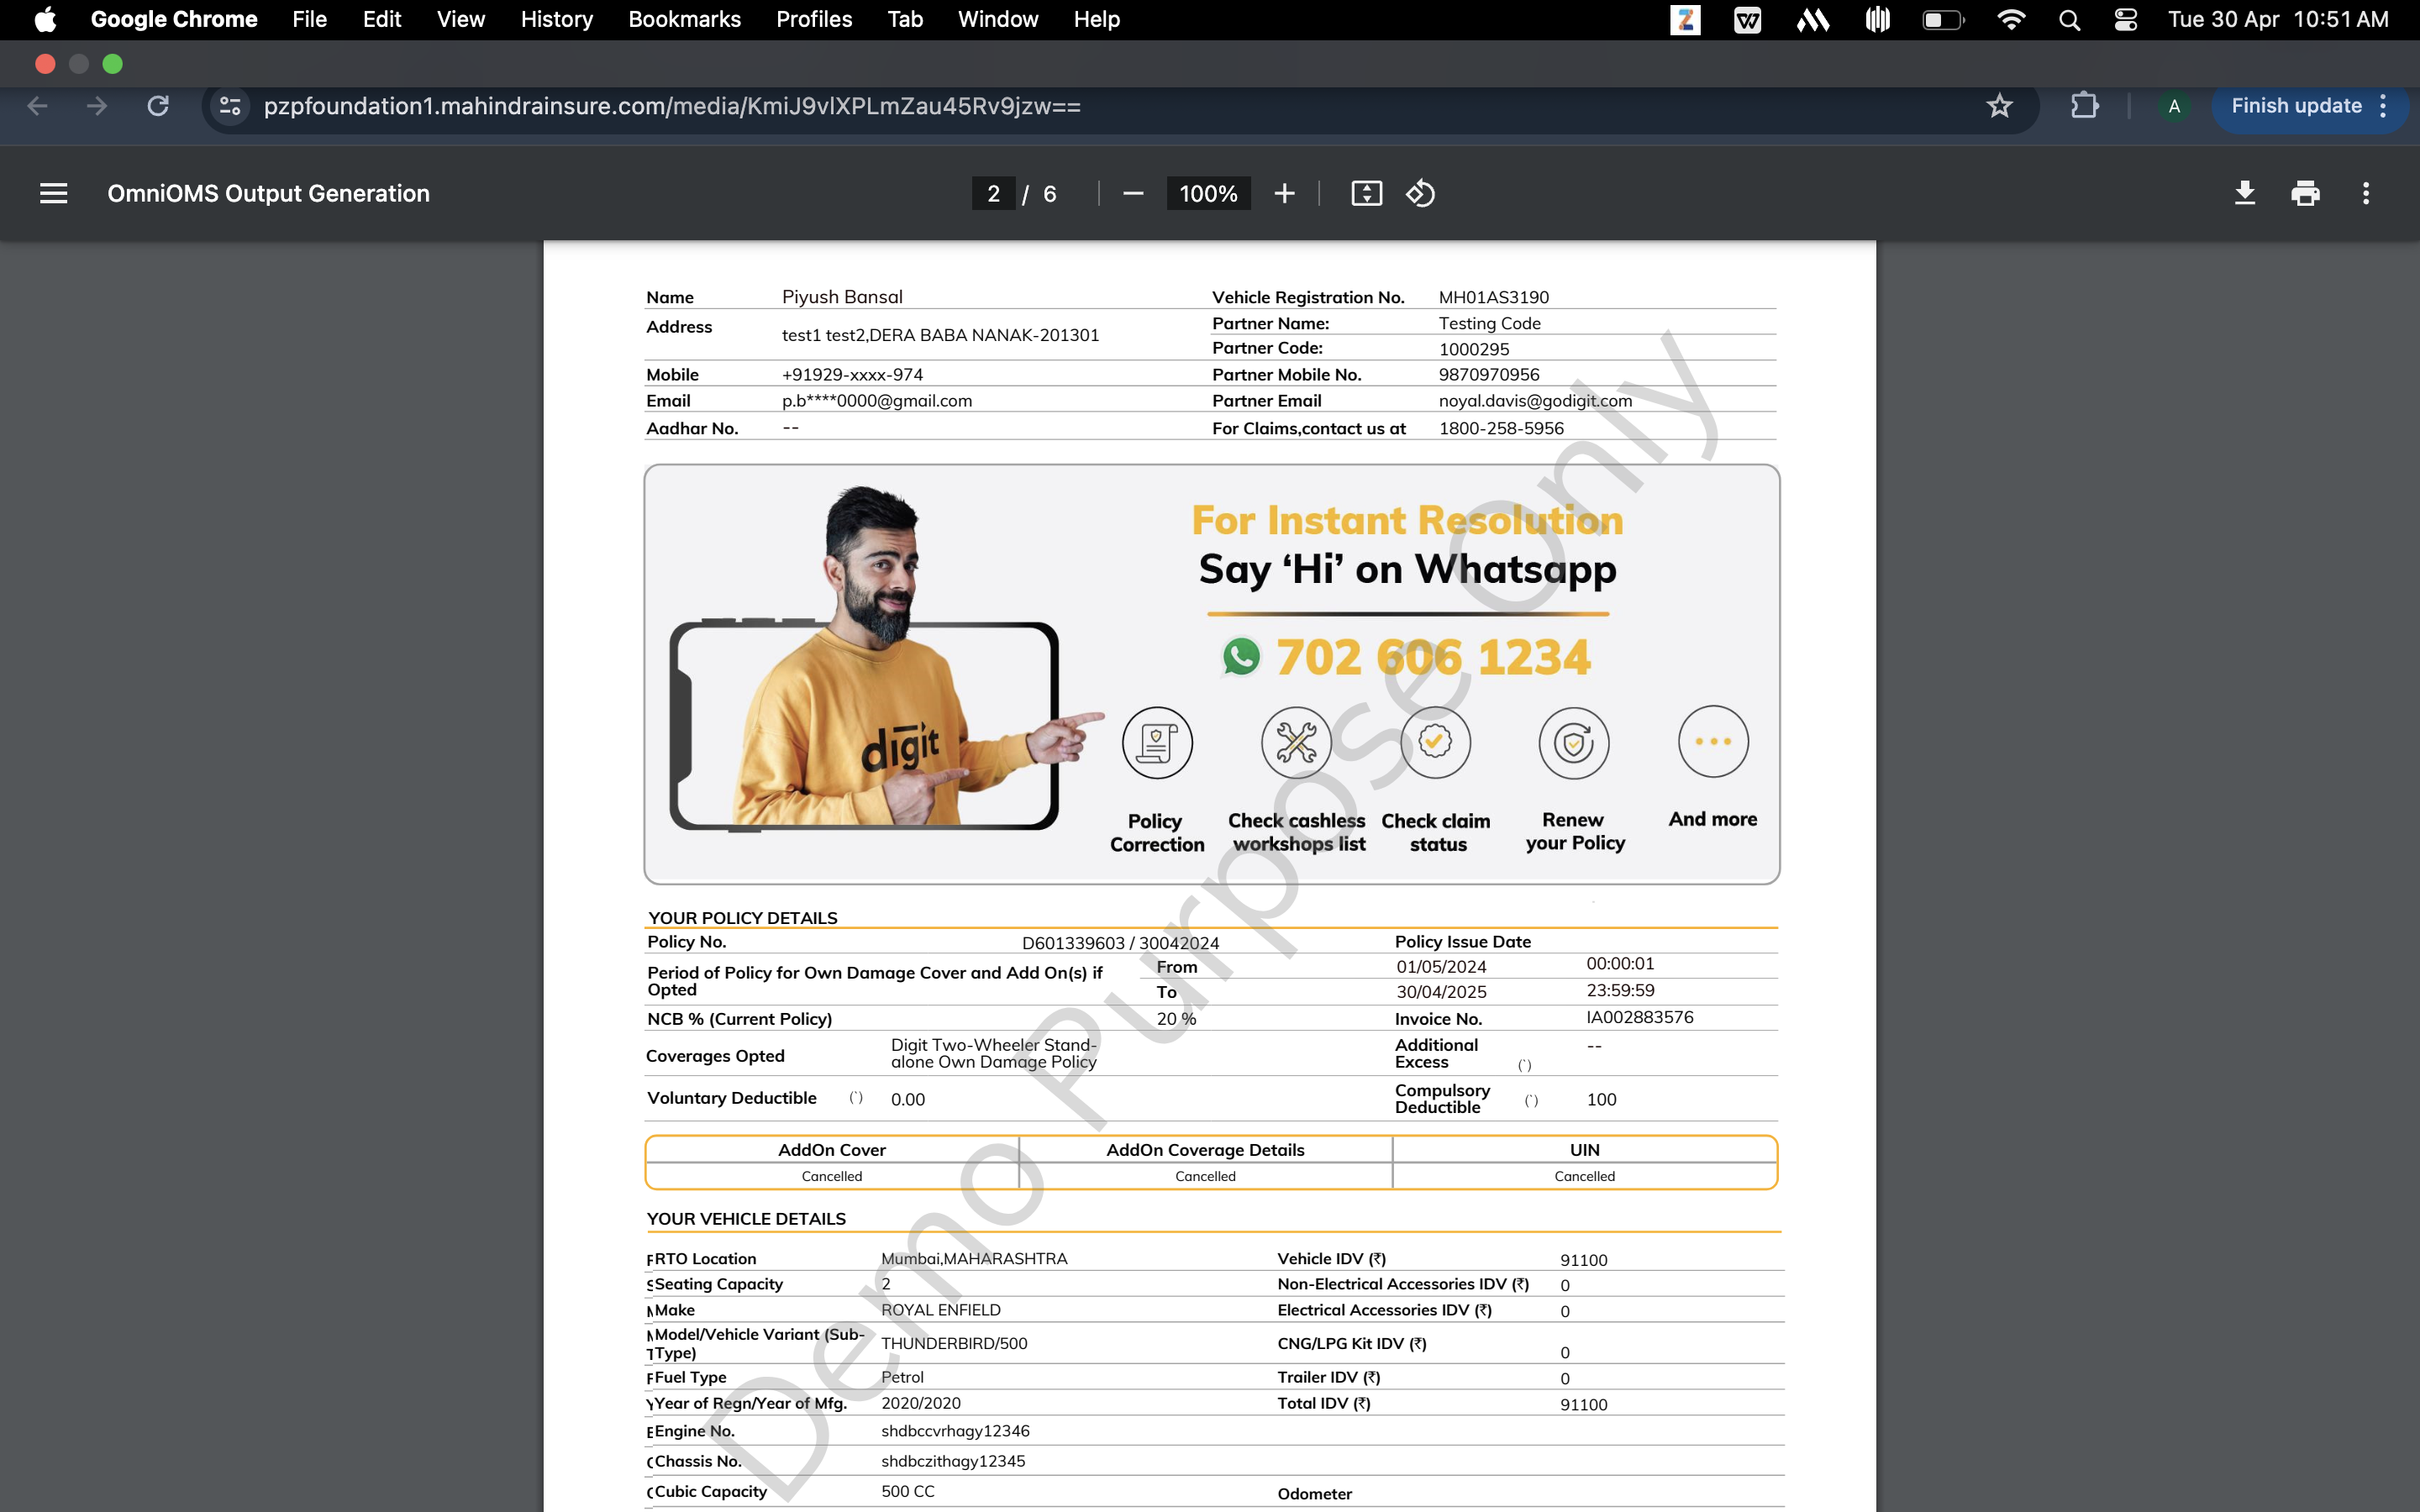 Google Chrome File Edit View History Bookmarks Profiles Tab Window Help Tue 30 Apr 10:51 AM
pzpfoundation1.mahindrainsure.com/media/KmiJ9vlXPLmZau45Rv9jzw== A Finish update
OmniOMS Output Generation 2 / 6 100%
Name Piyush Bansal Vehicle Registration No. MH01AS3190
Address test1 test2,DERA BABA NANAK-201301 Partner Name: Testing Code
Partner Code: 1000295
Mobile +91929-xxxx-974 Partner Mobile No. 9870970956
Email p.b****0000@gmail.com Partner Email noyal.davis@godigit.com
Aadhar No. -- For Claims,contact us at 1800-258-5956
For Instant Resolution
Say ‘Hi’ on Whatsapp
702 606 1234
digit
Policy Correction
Check cashless workshops list
Check claim status
Renew your Policy
And more
YOUR POLICY DETAILS
Policy No. D601339603 / 30042024 Policy Issue Date
Period of Policy for Own Damage Cover and Add On(s) if Opted
From 01/05/2024 00:00:01
To 30/04/2025 23:59:59
NCB % (Current Policy) 20 % Invoice No. IA002883576
Coverages Opted Digit Two-Wheeler Stand-
alone Own Damage Policy
Additional Excess (`) --
Voluntary Deductible (`) 0.00 Compulsory Deductible (`) 100
AddOn Cover AddOn Coverage Details UIN
Cancelled Cancelled Cancelled
YOUR VEHICLE DETAILS
RTO Location Mumbai,MAHARASHTRA Vehicle IDV (₹) 91100
Seating Capacity 2 Non-Electrical Accessories IDV (₹) 0
Make ROYAL ENFIELD Electrical Accessories IDV (₹) 0
Model/Vehicle Variant (Sub-
Type) THUNDERBIRD/500 CNG/LPG Kit IDV (₹) 0
Fuel Type Petrol Trailer IDV (₹) 0
Year of Regn/Year of Mfg. 2020/2020 Total IDV (₹) 91100
Engine No. shdbccvrhagy12346
Chassis No. shdbczithagy12345
Cubic Capacity 500 CC Odometer
Demo Purpose Only